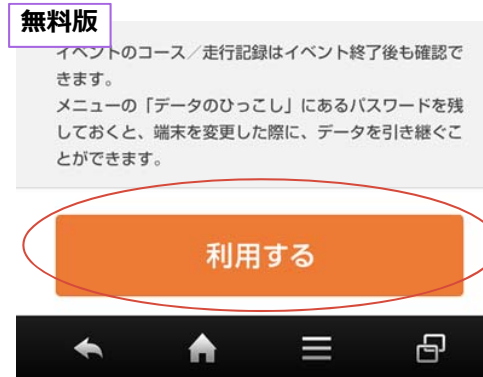 無料版
イベントのコース／走行記録はイベント終了後も確認で
きます。
メニューの「データのひっこし」にあるパスワードを残
しておくと、端末を変更した際に、データを引き継ぐこ
とができます。
利用する